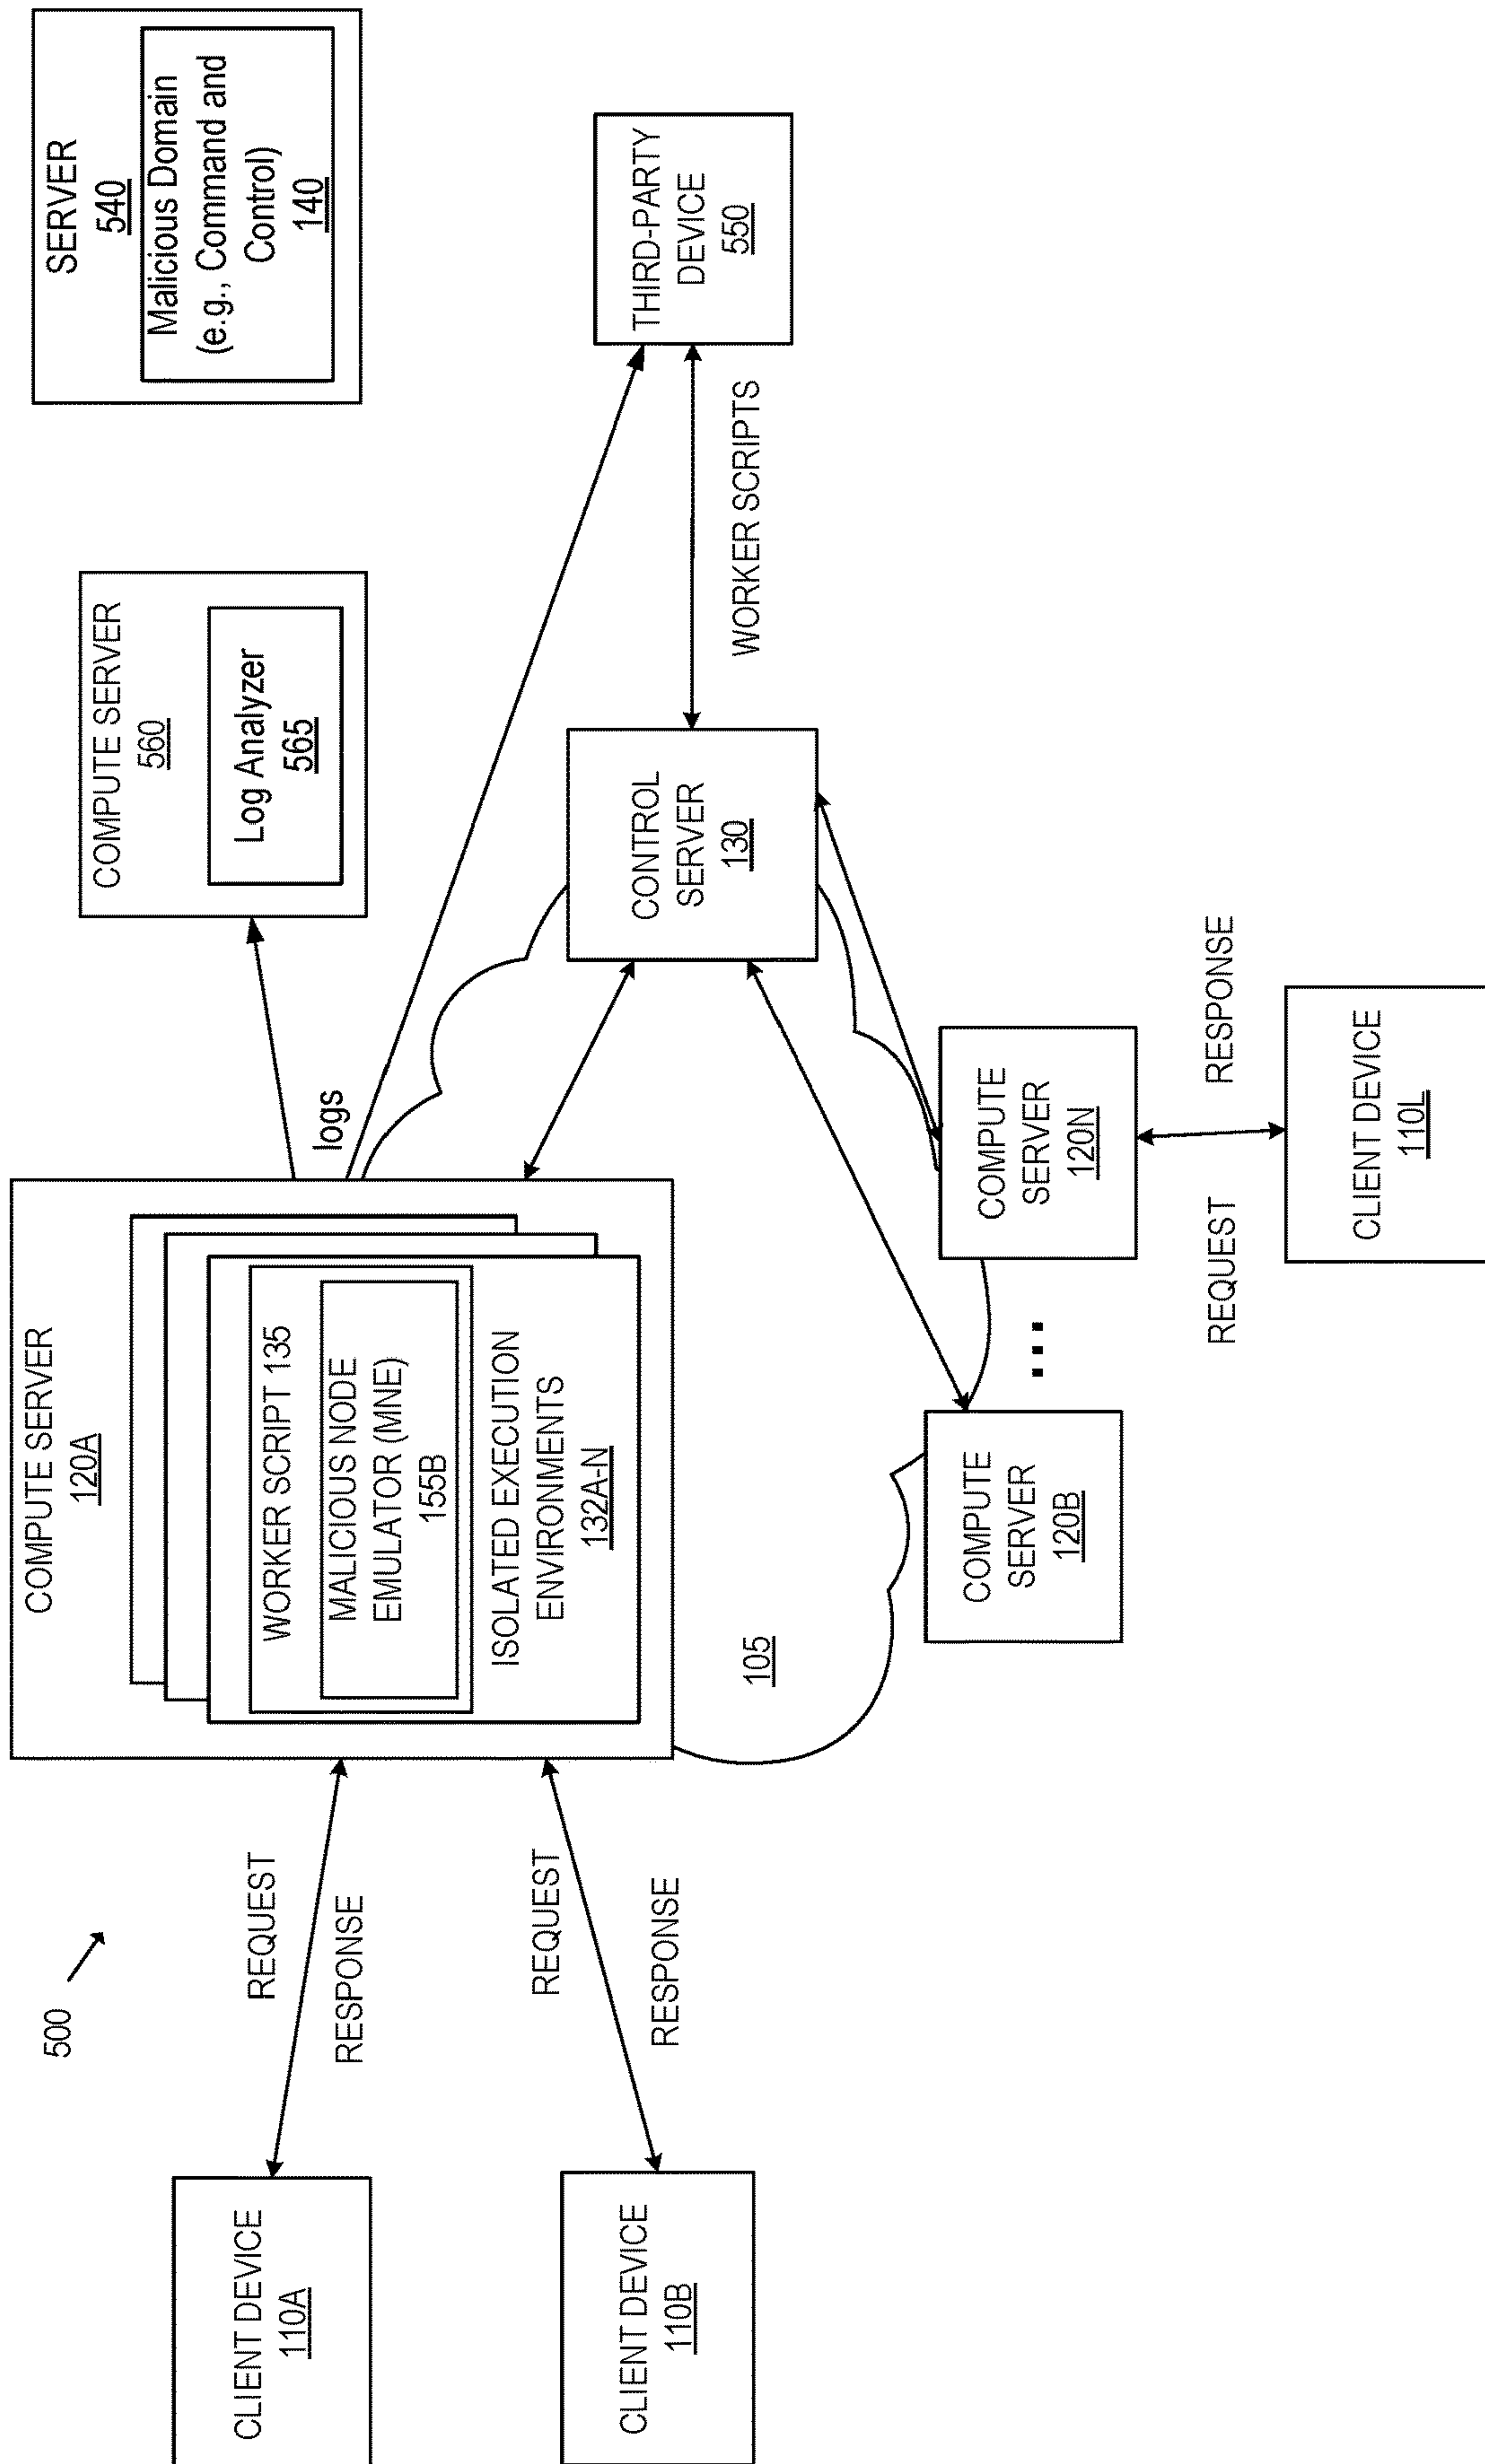 500
CLIENT DEVICE
110A
REQUEST
RESPONSE
CLIENT DEVICE
110B
REQUEST
RESPONSE
COMPUTE SERVER
120A
WORKER SCRIPT 135
MALICIOUS NODE
EMULATOR (MNE)
155B
ISOLATED EXECUTION
ENVIRONMENTS
132A-N
logs
COMPUTE SERVER
560
Log Analyzer
565
SERVER
540
Malicious Domain
(e.g., Command and
Control)
140
THIRD-PARTY
DEVICE
550
WORKER SCRIPTS
CONTROL
SERVER
130
105
COMPUTE
SERVER
120B
...
COMPUTE
SERVER
120N
REQUEST
RESPONSE
CLIENT DEVICE
110L